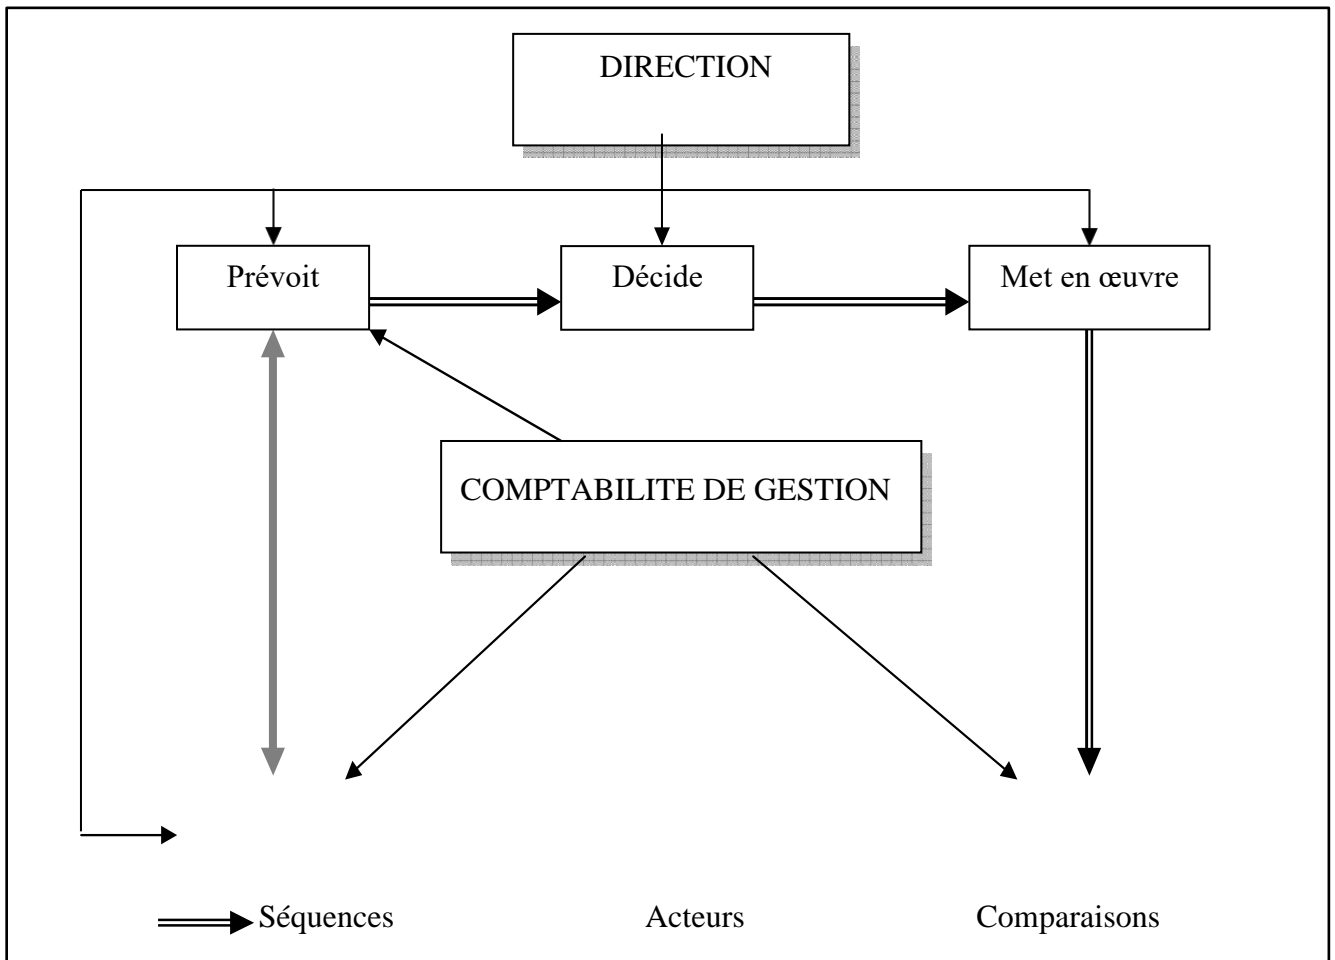 DIRECTION
Prévoit
Décide
Met en œuvre
COMPTABILITE DE GESTION
Séquences
Acteurs
Comparaisons